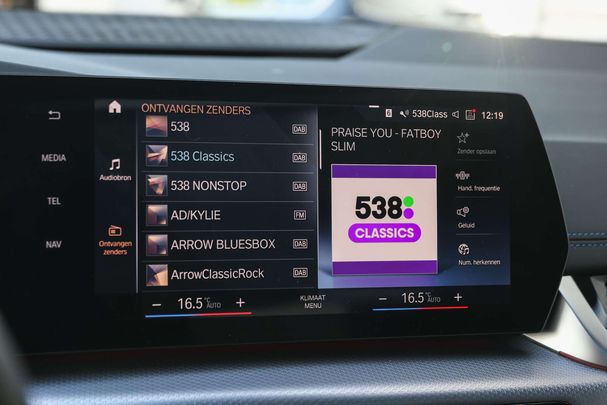 6 538Class 12:19
MEDIA
TEL
NAV
Audiobron
Ontvangen
zenders
ONTVANGEN ZENDERS
538 DAB
538 Classics DAB
538 NONSTOP DAB
AD/KYLIE FM
ARROW BLUESBOX DAB
ArrowClassicRock DAB
PRAISE YOU - FATBOY
SLIM
538:
CLASSICS
Zender opslaan
Hand. frequentie
Geluid
Num. herkennen
− 16.5 °C AUTO +
KLIMAAT
MENU
− 16.5 °C AUTO +